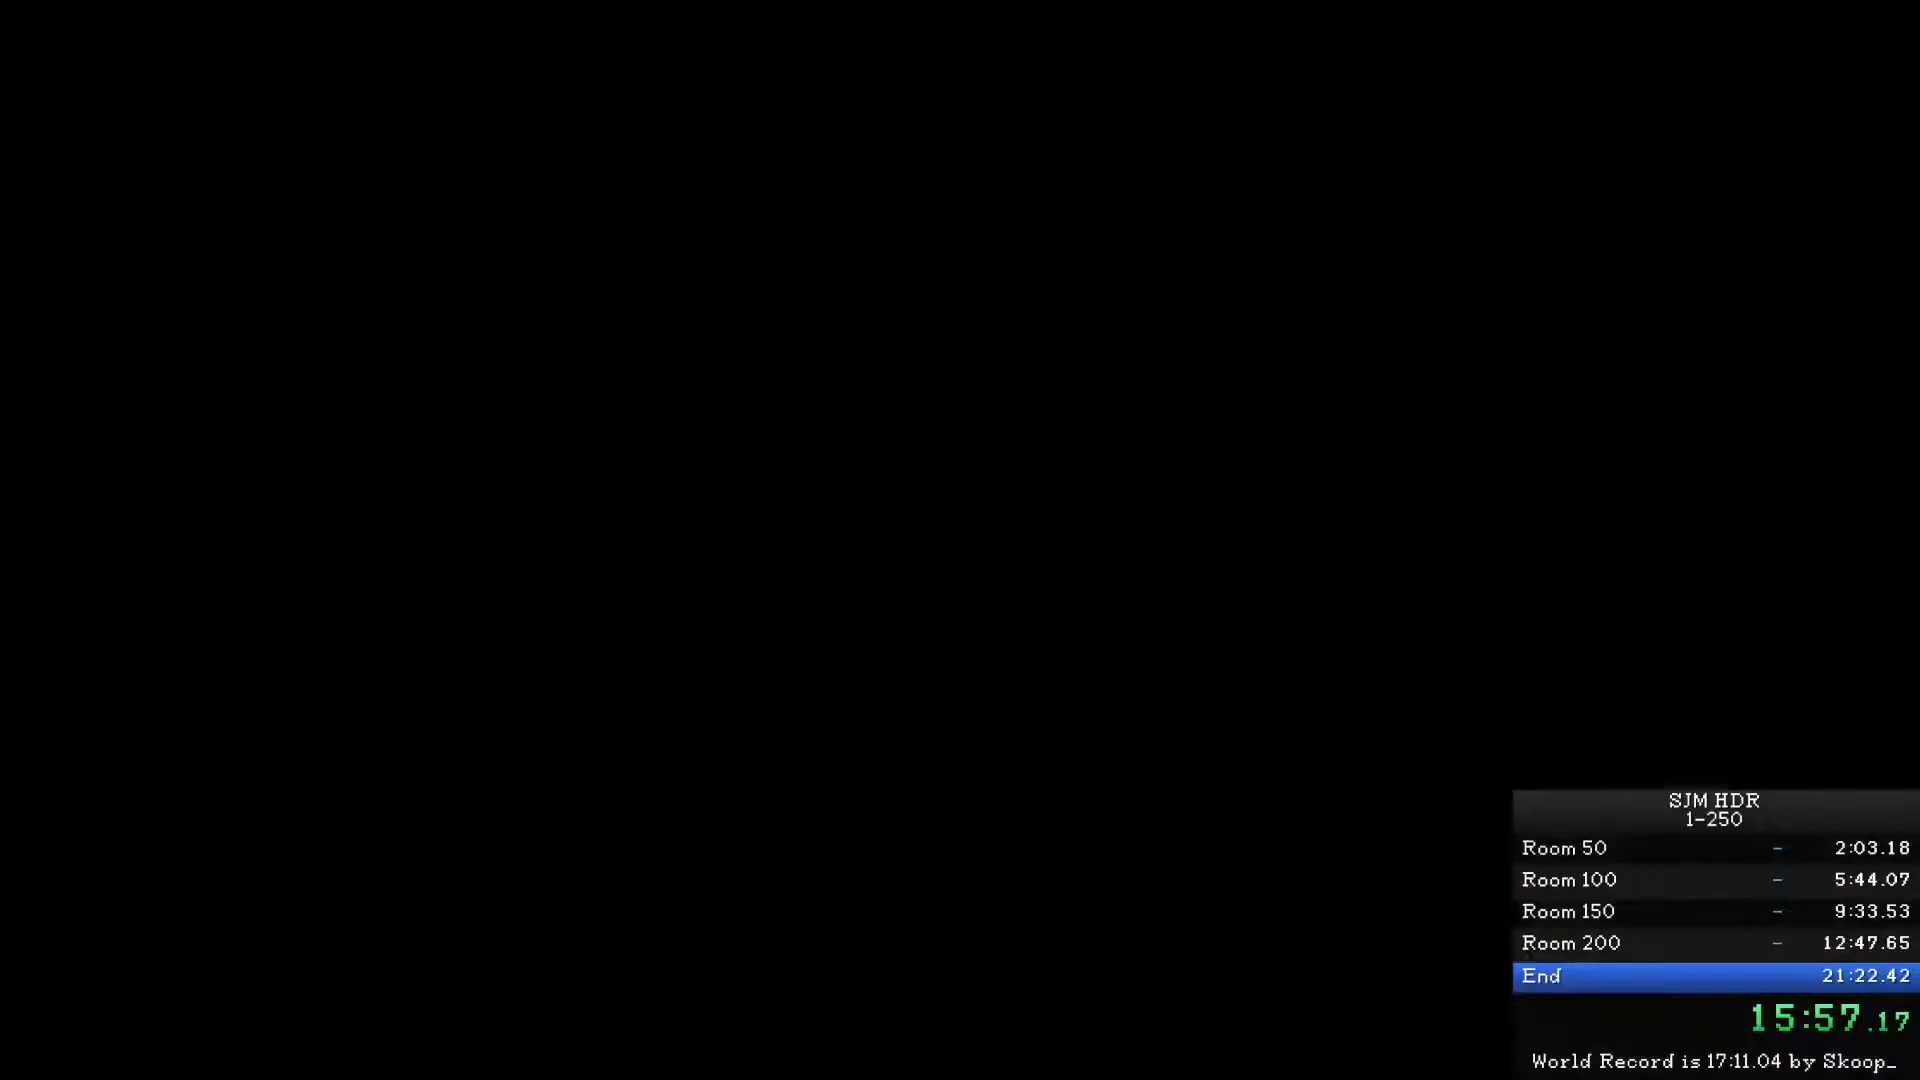 SJM HDR
1-250
Room 50 - 2:03.18
Room 100 - 5:44.07
Room 150 - 9:33.53
Room 200 - 12:47.65
End 21:22.42
15:57.17
World Record is 17:11.04 by Skoop_